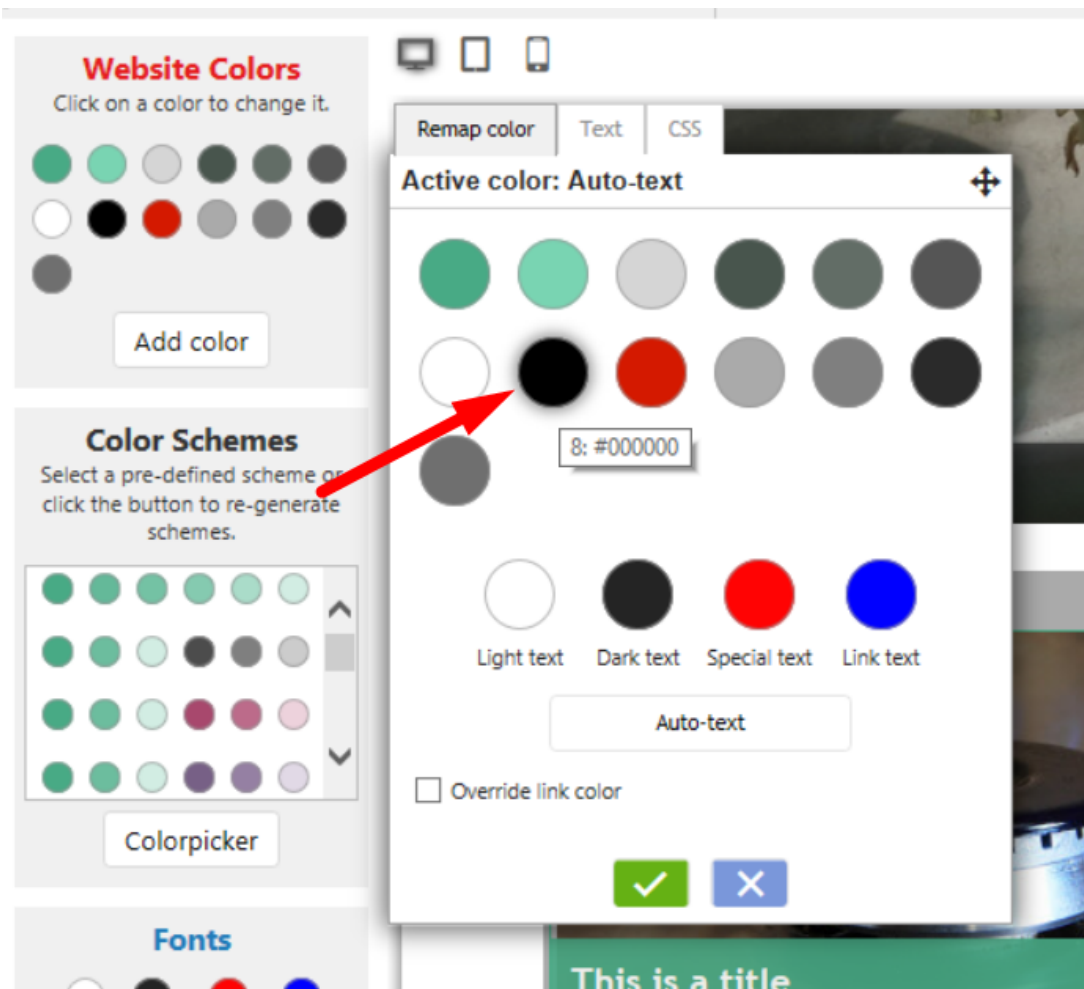 Website Colors
Click on a color to change it.
Add color
Color Schemes
Select a pre-defined scheme or
click the button to re-generate
schemes.
Colorpicker
Fonts
Remap color
Text
CSS
Active color: Auto-text
8: #000000
Light text
Dark text
Special text
Link text
Auto-text
Override link color
This is a title